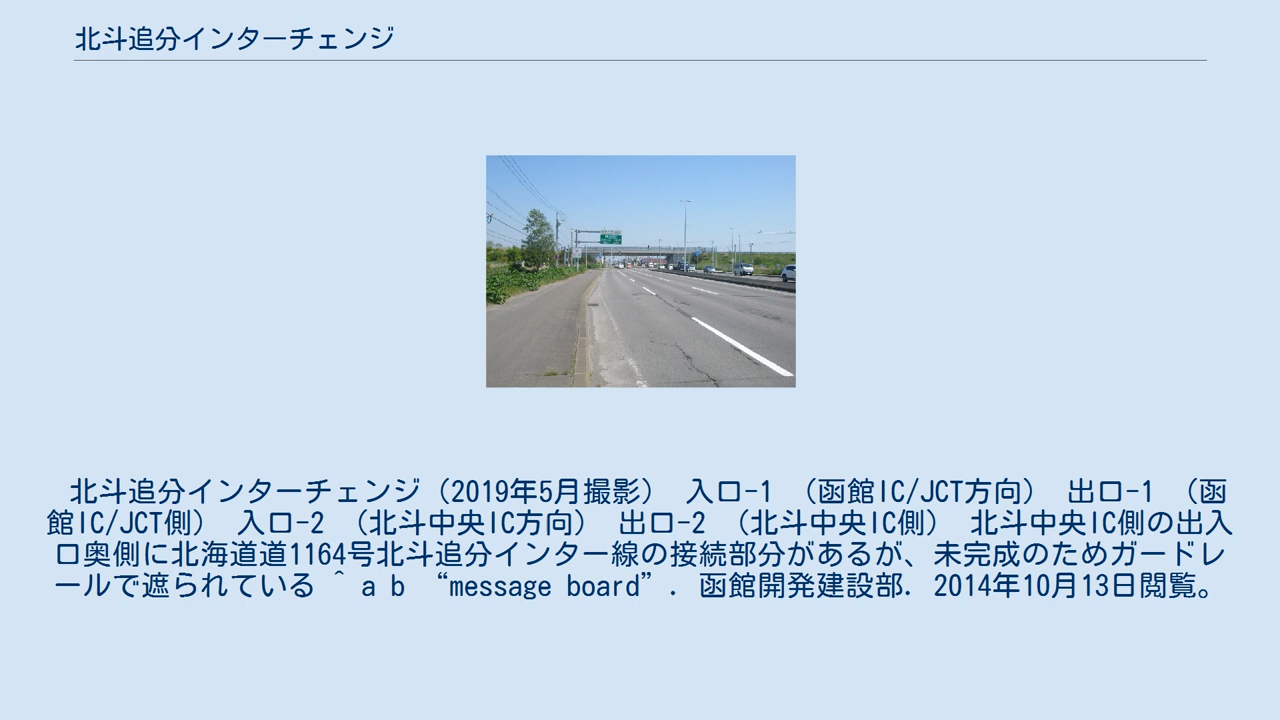 北斗追分インターチェンジ
北斗追分インターチェンジ（2019年5月撮影） 入口-1 （函館IC/JCT方向） 出口-1 （函
館IC/JCT側） 入口-2 （北斗中央IC方向） 出口-2 （北斗中央IC側） 北斗中央IC側の出入
口奥側に北海道道1164号北斗追分インター線の接続部分があるが、未完成のためガードレ
ールで遮られている ^ a b “message board”. 函館開発建設部. 2014年10月13日閲覧。